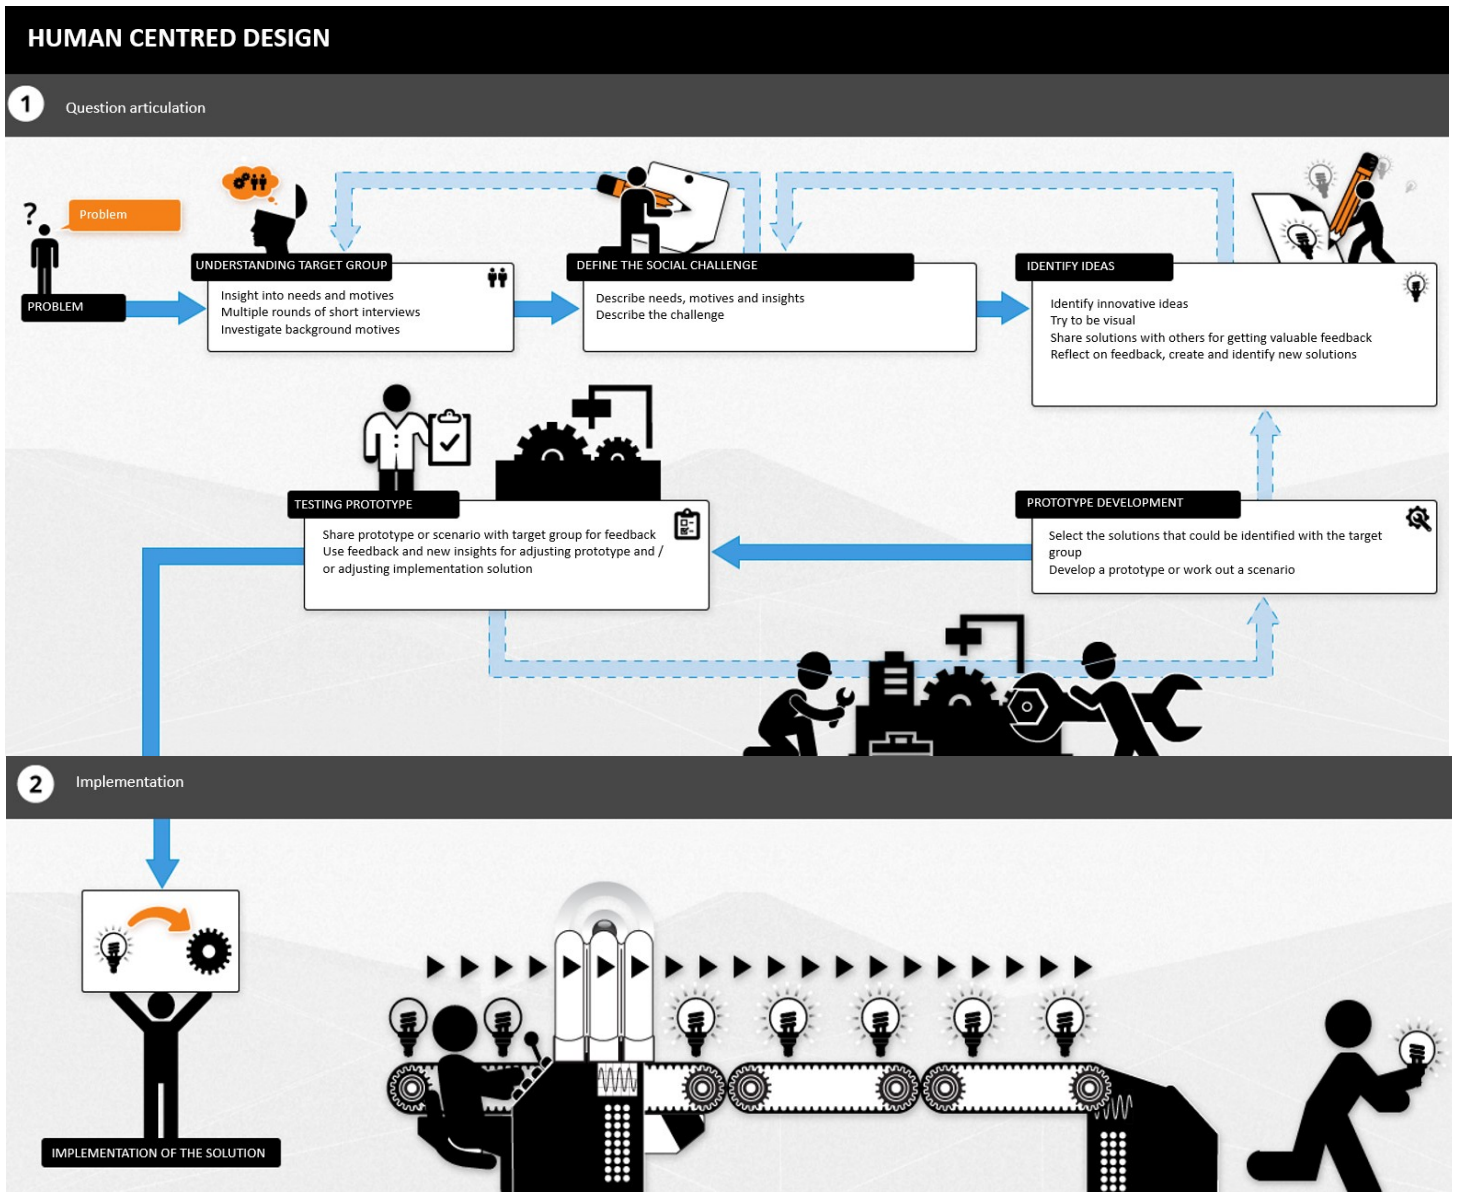 HUMAN CENTRED DESIGN
1
Question articulation
?
Problem
PROBLEM
UNDERSTANDING TARGET GROUP
Insight into needs and motives
Multiple rounds of short interviews
Investigate background motives
DEFINE THE SOCIAL CHALLENGE
Describe needs, motives and insights
Describe the challenge
IDENTIFY IDEAS
Identify innovative ideas
Try to be visual
Share solutions with others for getting valuable feedback
Reflect on feedback, create and identify new solutions
TESTING PROTOTYPE
Share prototype or scenario with target group for feedback
Use feedback and new insights for adjusting prototype and /
or adjusting implementation solution
PROTOTYPE DEVELOPMENT
Select the solutions that could be identified with the target
group
Develop a prototype or work out a scenario
2
Implementation
IMPLEMENTATION OF THE SOLUTION